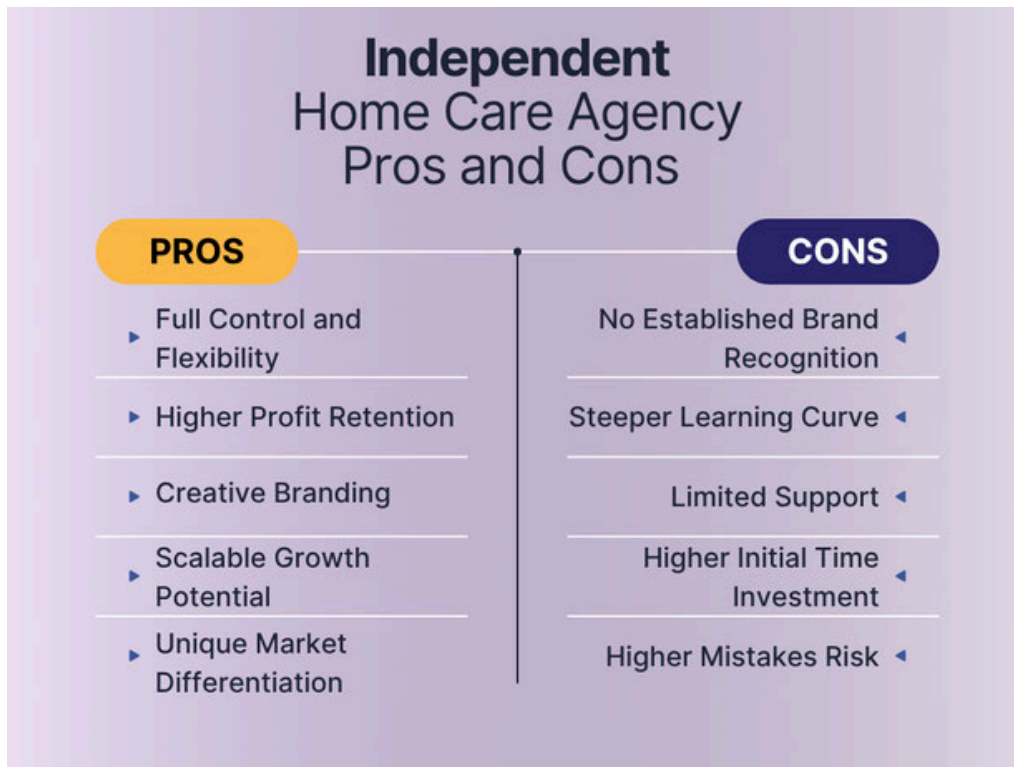 Independent
Home Care Agency
Pros and Cons
PROS
Full Control and
Flexibility
Higher Profit Retention
Creative Branding
Scalable Growth
Potential
Unique Market
Differentiation
CONS
No Established Brand
Recognition
Steeper Learning Curve
Limited Support
Higher Initial Time
Investment
Higher Mistakes Risk